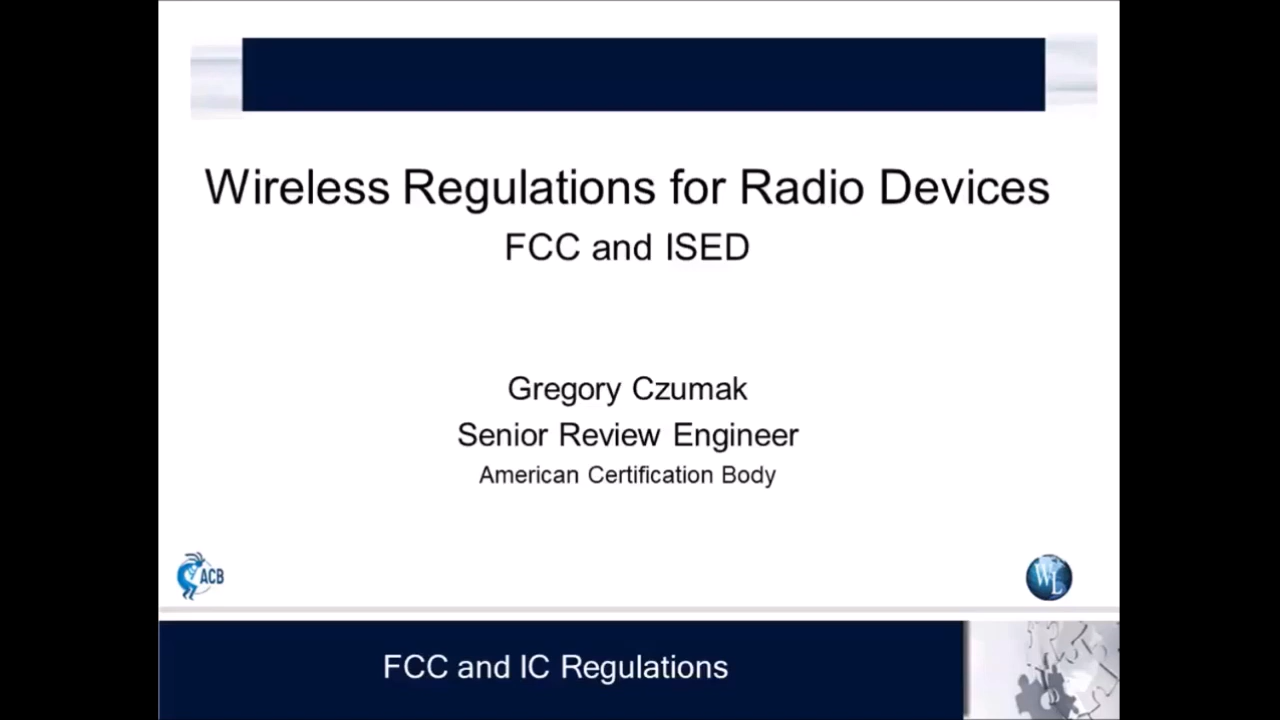 Wireless Regulations for Radio Devices
FCC and ISED
Gregory Czumak
Senior Review Engineer
American Certification Body
ACB
WL
FCC and IC Regulations